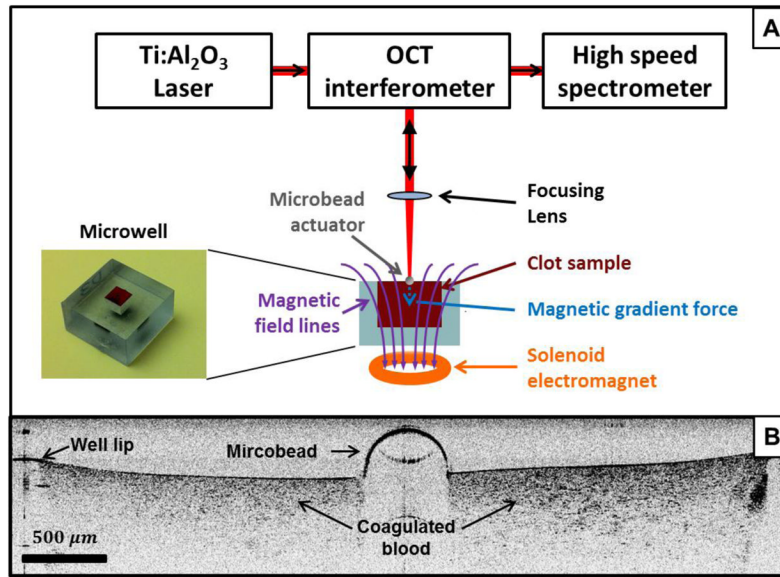 A
Ti:Al₂O₃
Laser
OCT
interferometer
High speed
spectrometer
Focusing
Lens
Microbead
actuator
Microwell
Clot sample
Magnetic
field lines
Magnetic gradient force
Solenoid
electromagnet
B
Well lip
Mircobead
Coagulated
blood
500 μm